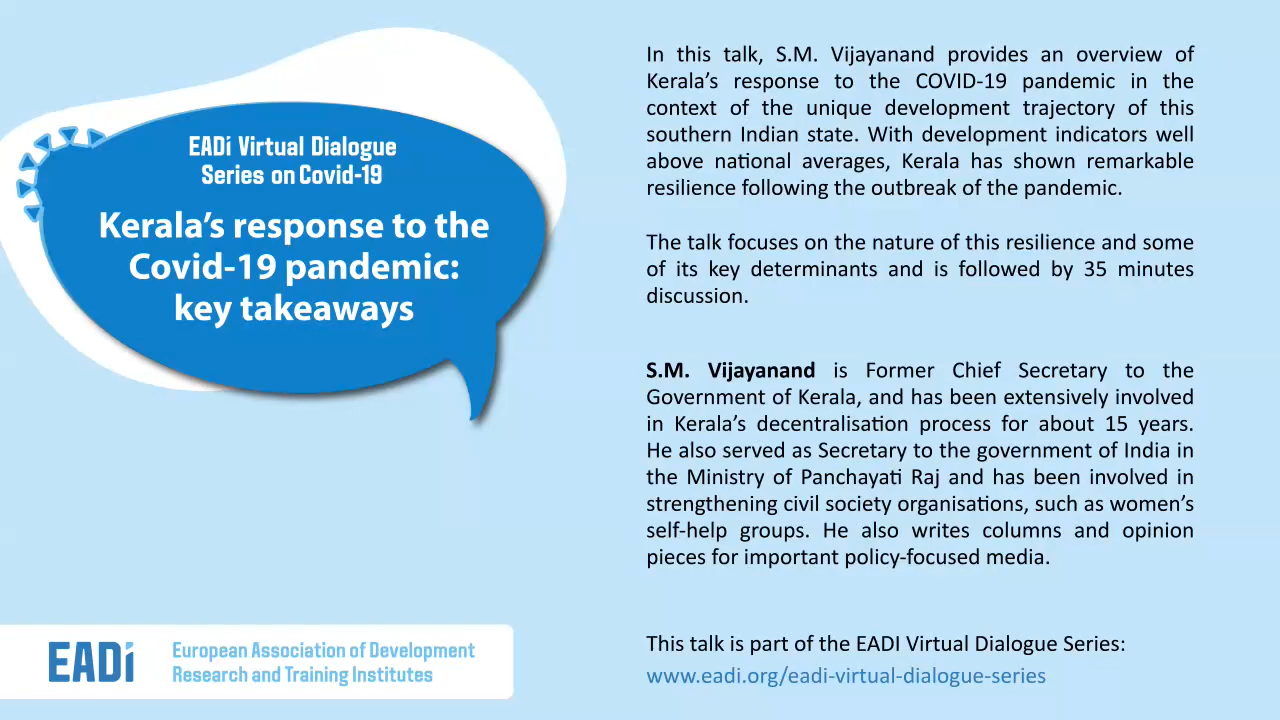 EADi Virtual Dialogue
Series on Covid-19
Kerala's response to the
Covid-19 pandemic:
key takeaways
In this talk, S.M. Vijayanand provides an overview of
Kerala's response to the COVID-19 pandemic in the
context of the unique development trajectory of this
southern Indian state. With development indicators well
above national averages, Kerala has shown remarkable
resilience following the outbreak of the pandemic.
The talk focuses on the nature of this resilience and some
of its key determinants and is followed by 35 minutes
discussion.
S.M. Vijayanand is Former Chief Secretary to the
Government of Kerala, and has been extensively involved
in Kerala's decentralisation process for about 15 years.
He also served as Secretary to the government of India in
the Ministry of Panchayati Raj and has been involved in
strengthening civil society organisations, such as women's
self-help groups. He also writes columns and opinion
pieces for important policy-focused media.
This talk is part of the EADI Virtual Dialogue Series:
www.eadi.org/eadi-virtual-dialogue-series
EADi
European Association of Development
Research and Training Institutes